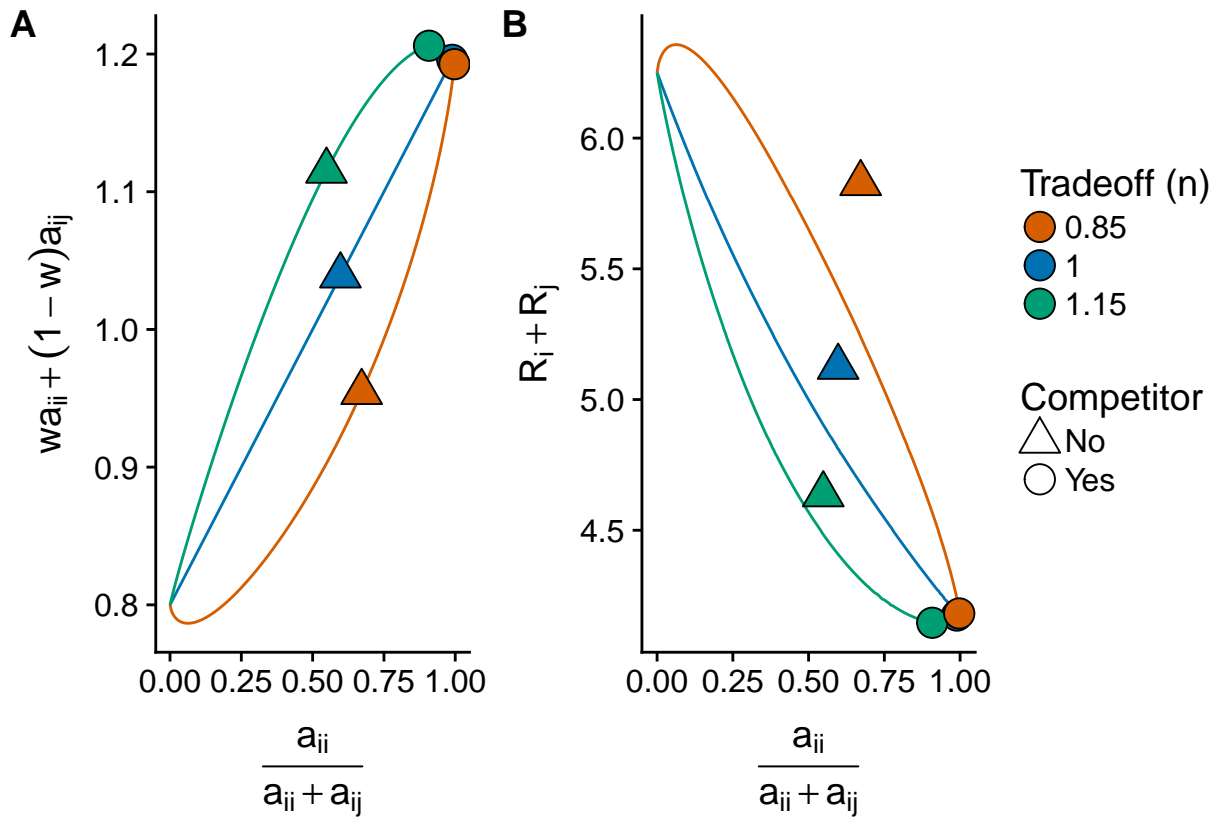 A
wa_ii + (1 − w)a_ij
1.2
1.1
1.0
0.9
0.8
0.00 0.25 0.50 0.75 1.00
a_ii
a_ii + a_ij
B
R_i + R_j
6.0
5.5
5.0
4.5
0.00 0.25 0.50 0.75 1.00
a_ii
a_ii + a_ij
Tradeoff (n)
0.85
1
1.15
Competitor
No
Yes